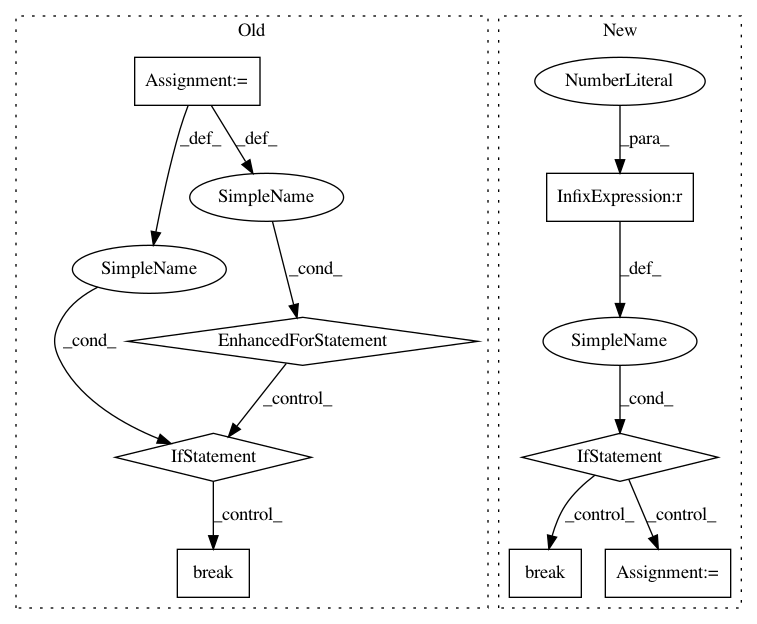 Old
New
Assignment:=
NumberLiteral
_def_
_def_
_para_
SimpleName
InfixExpression:r
SimpleName
_cond_
_def_
_cond_
EnhancedForStatement
SimpleName
_control_
_cond_
IfStatement
IfStatement
_control_
_control_
_control_
break
break
Assignment:=